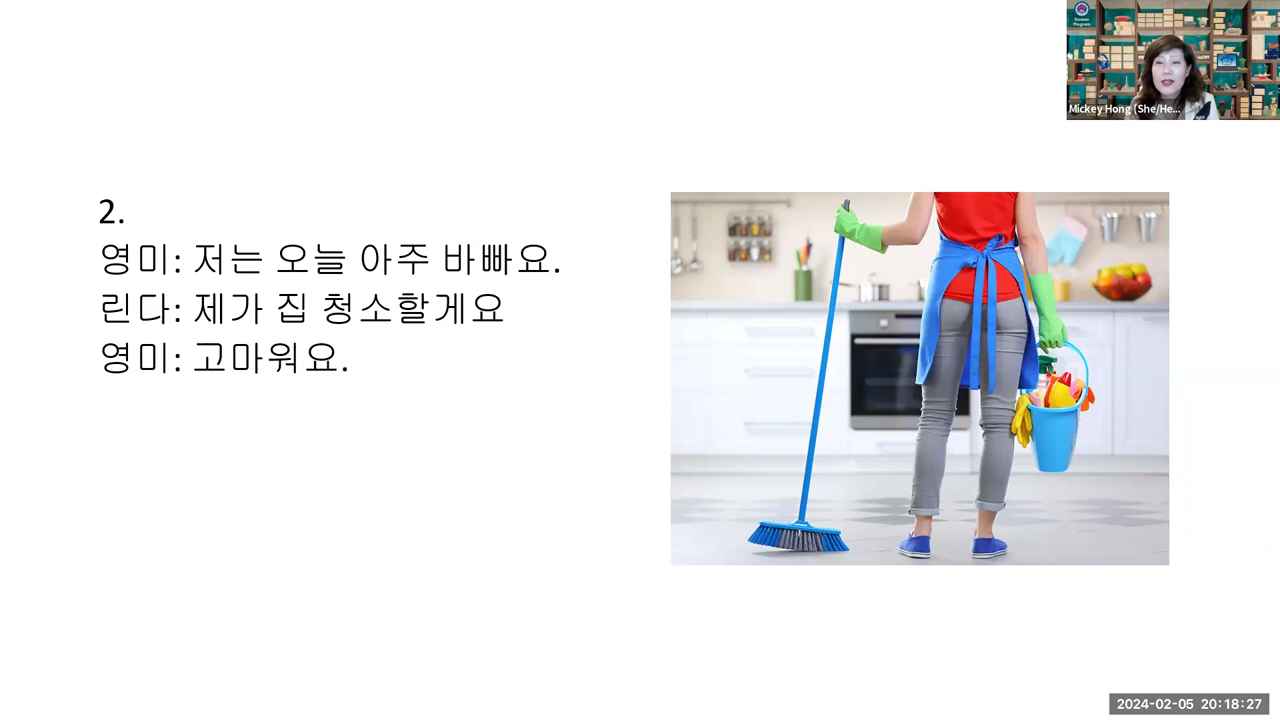 Korean
Program
Mickey Hong (She/He...
2.
영미: 저는 오늘 아주 바빠요.
린다: 제가 집 청소할게요
영미: 고마워요.
2024-02-05 20:18:27